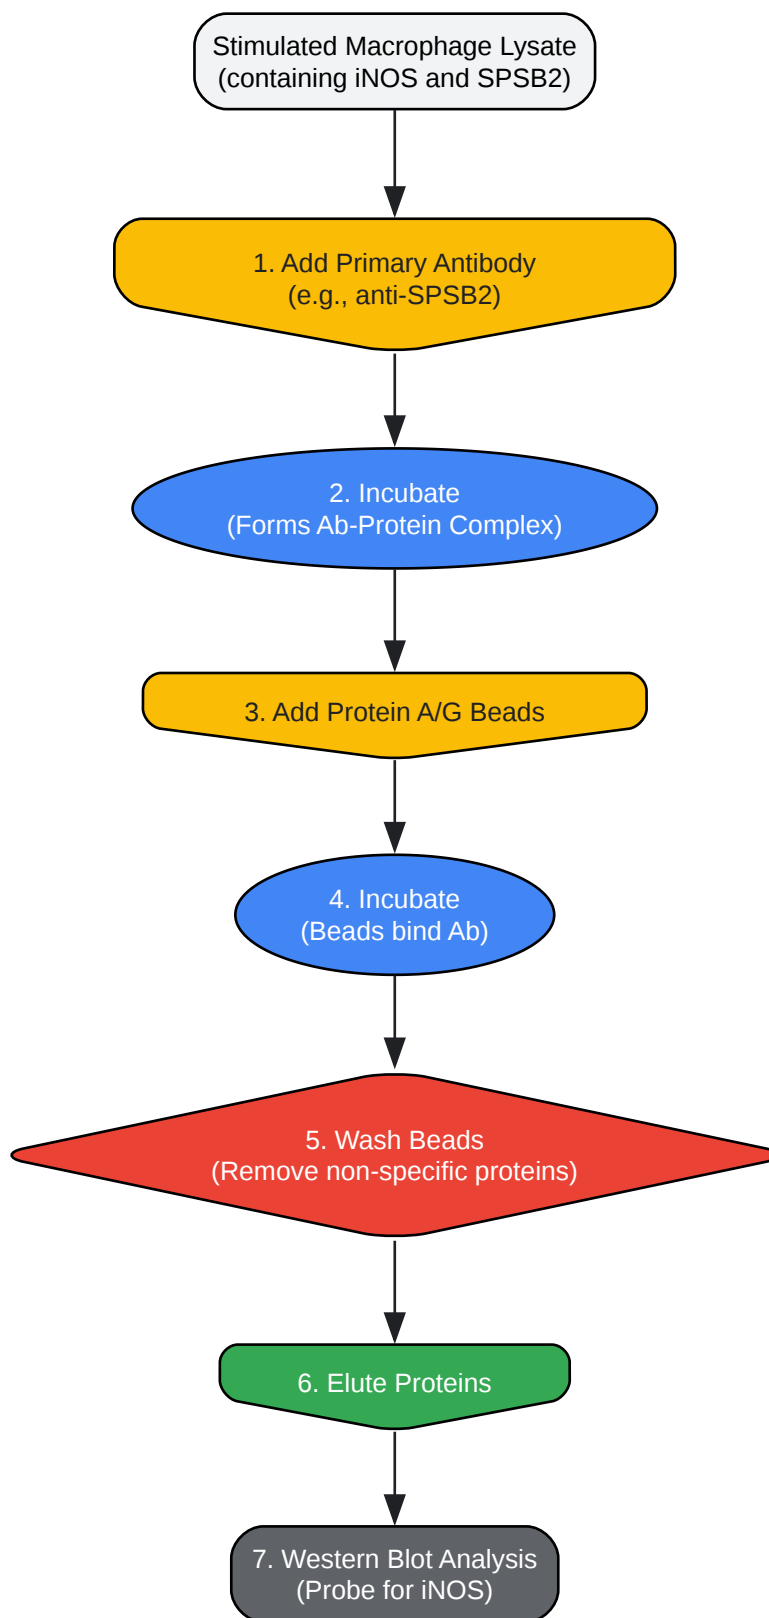 Stimulated Macrophage Lysate
(containing iNOS and SPSB2)
1. Add Primary Antibody
(e.g., anti-SPSB2)
2. Incubate
(Forms Ab-Protein Complex)
3. Add Protein A/G Beads
4. Incubate
(Beads bind Ab)
5. Wash Beads
(Remove non-specific proteins)
6. Elute Proteins
7. Western Blot Analysis
(Probe for iNOS)